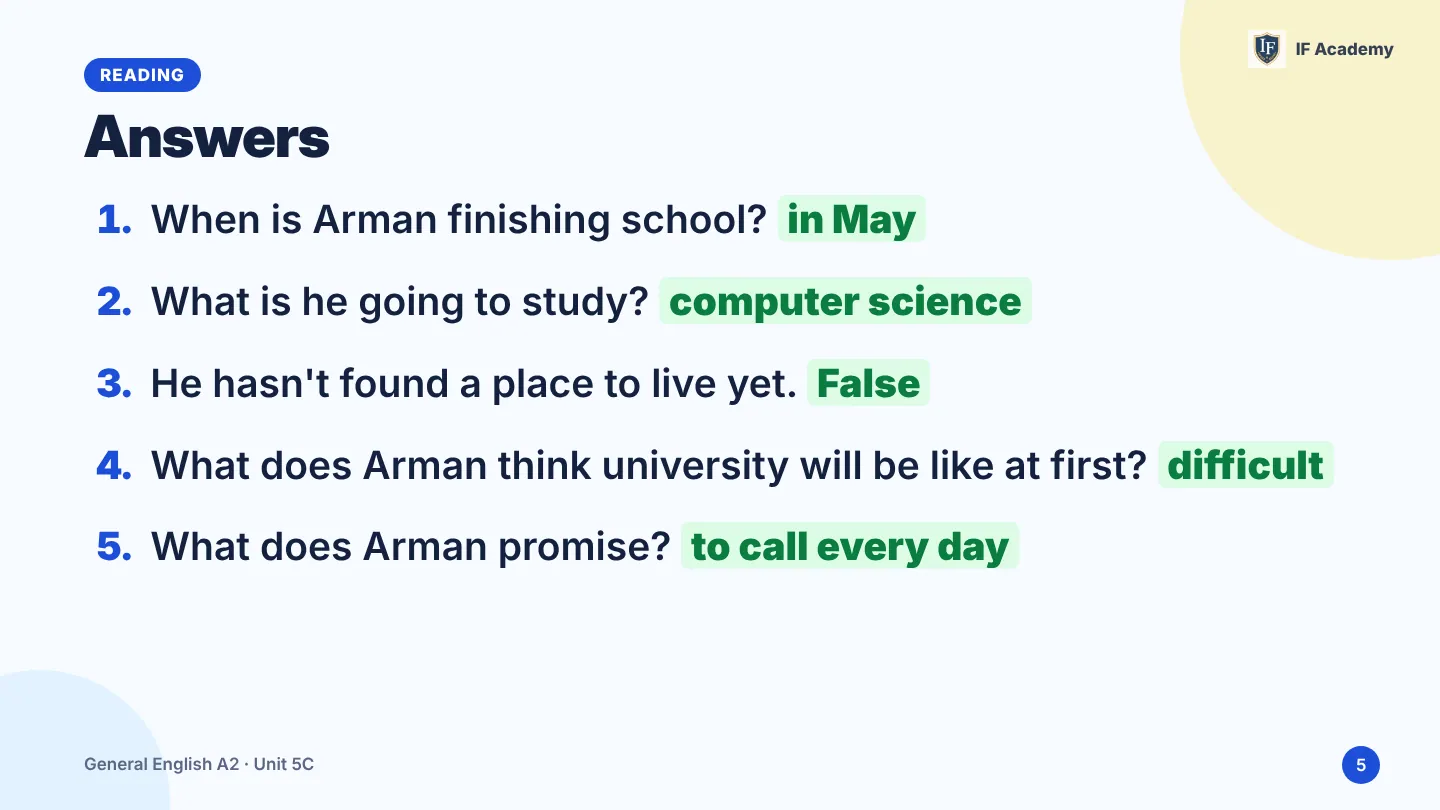 IF
IF Academy
READING
Answers
1. When is Arman finishing school? in May
2. What is he going to study? computer science
3. He hasn't found a place to live yet. False
4. What does Arman think university will be like at first? difficult
5. What does Arman promise? to call every day
General English A2 · Unit 5C
5